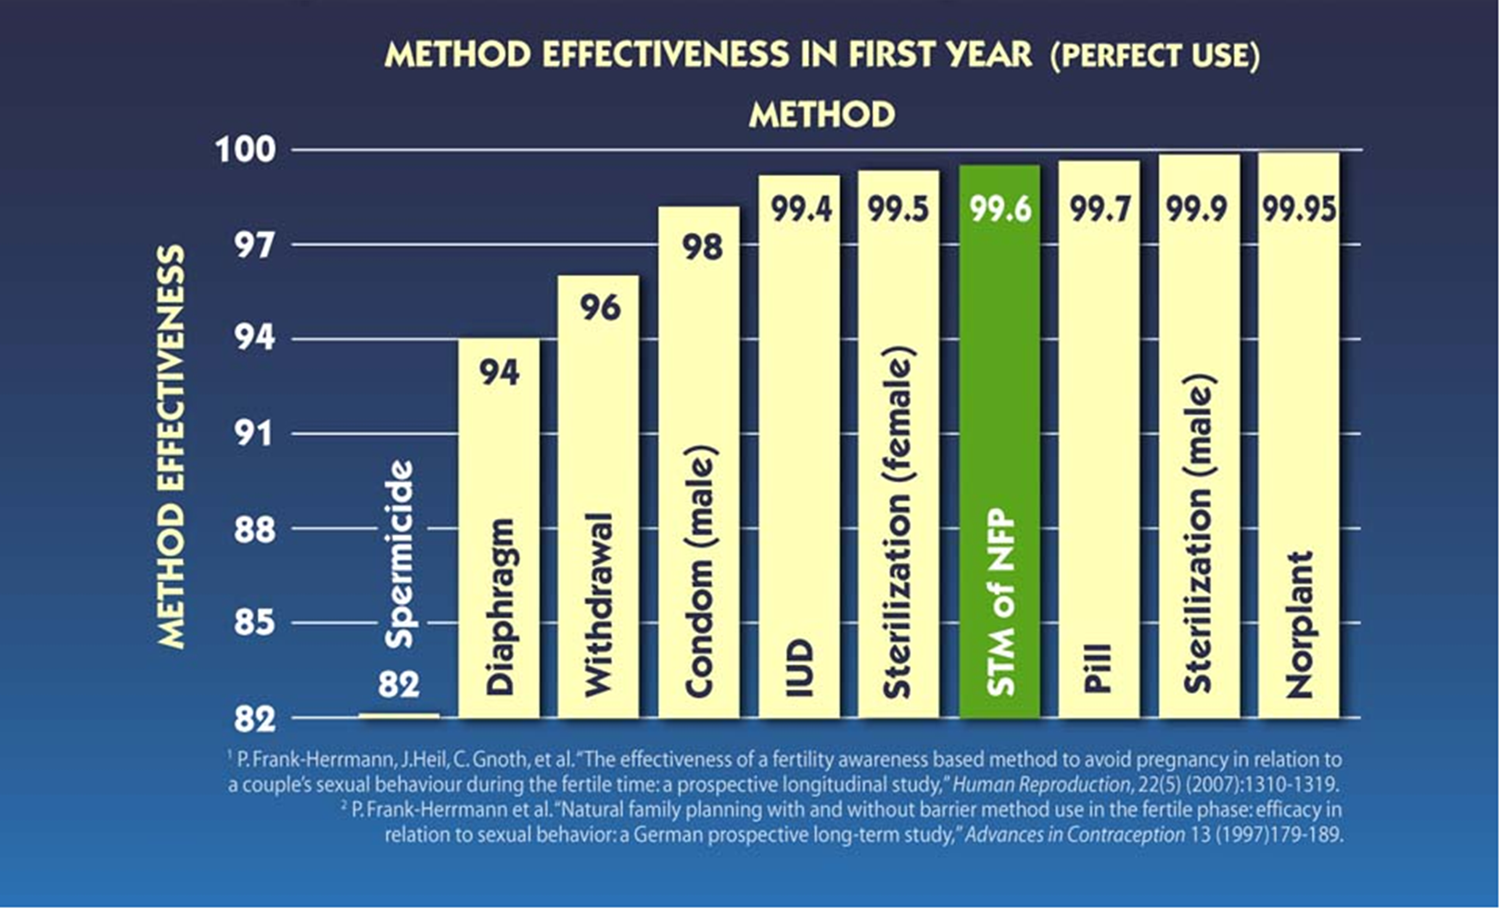 METHOD EFFECTIVENESS IN FIRST YEAR (PERFECT USE)
METHOD
METHOD EFFECTIVENESS
100
97
94
91
88
85
82
82 Spermicide
94 Diaphragm
96 Withdrawal
98 Condom (male)
99.4 IUD
99.5 Sterilization (female)
99.6 STM of NFP
99.7 Pill
99.9 Sterilization (male)
99.95 Norplant
¹ P. Frank-Herrmann, J.Heil, C. Gnoth, et al. “The effectiveness of a fertility awareness based method to avoid pregnancy in relation to
a couple's sexual behaviour during the fertile time: a prospective longitudinal study,” Human Reproduction, 22(5) (2007):1310-1319.
² P. Frank-Herrmann et al. “Natural family planning with and without barrier method use in the fertile phase: efficacy in
relation to sexual behavior: a German prospective long-term study,” Advances in Contraception 13 (1997)179-189.